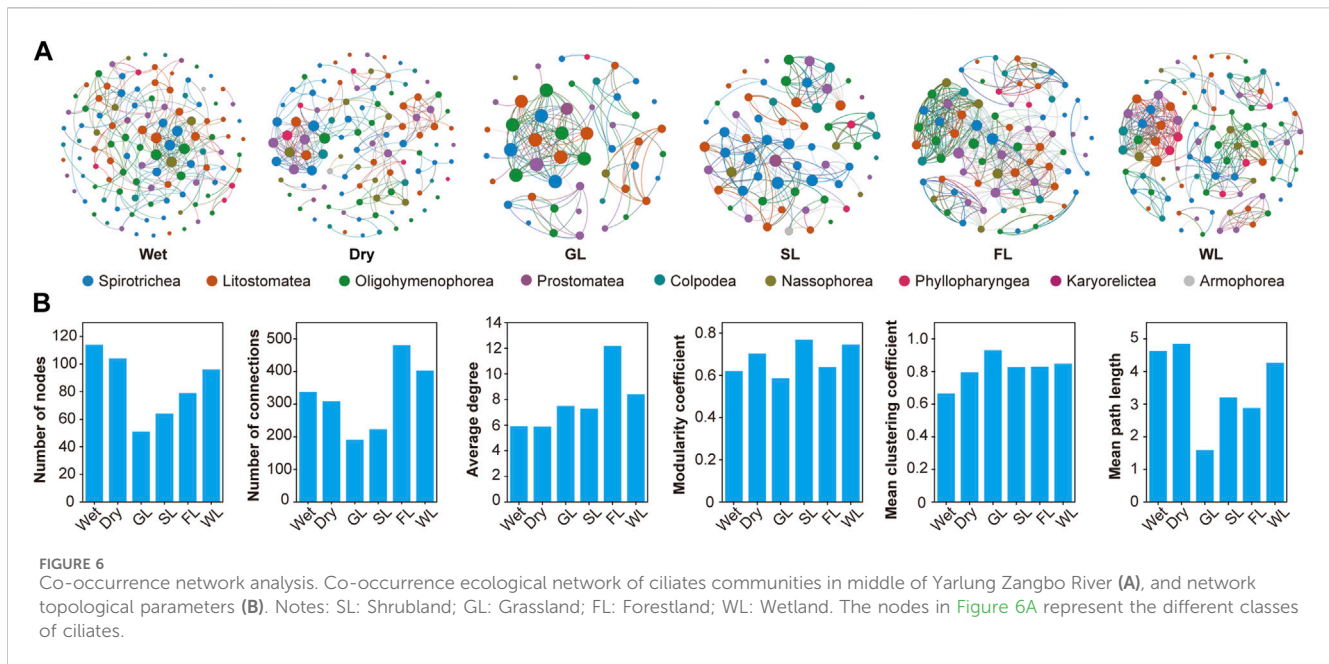 A
Wet Dry GL SL FL WL
Spirotrichea Litostomatea Oligohymenophorea Prostomatea Colpodea Nassophorea Phyllopharyngea Karyorelictea Armophorea
B
Number of nodes
120
100
80
60
40
20
0
Wet Dry GL SL FL WL
Number of connections
500
400
300
200
100
0
Wet Dry GL SL FL WL
Average degree
14
12
10
8
6
4
2
0
Wet Dry GL SL FL WL
Modularity coefficient
0.8
0.6
0.4
0.2
0
Wet Dry GL SL FL WL
Mean clustering coefficient
1.0
0.8
0.6
0.4
0.2
0
Wet Dry GL SL FL WL
Mean path length
5
4
3
2
1
0
Wet Dry GL SL FL WL
FIGURE 6
Co-occurrence network analysis. Co-occurrence ecological network of ciliates communities in middle of Yarlung Zangbo River (A), and network
topological parameters (B). Notes: SL: Shrubland; GL: Grassland; FL: Forestland; WL: Wetland. The nodes in Figure 6A represent the different classes
of ciliates.